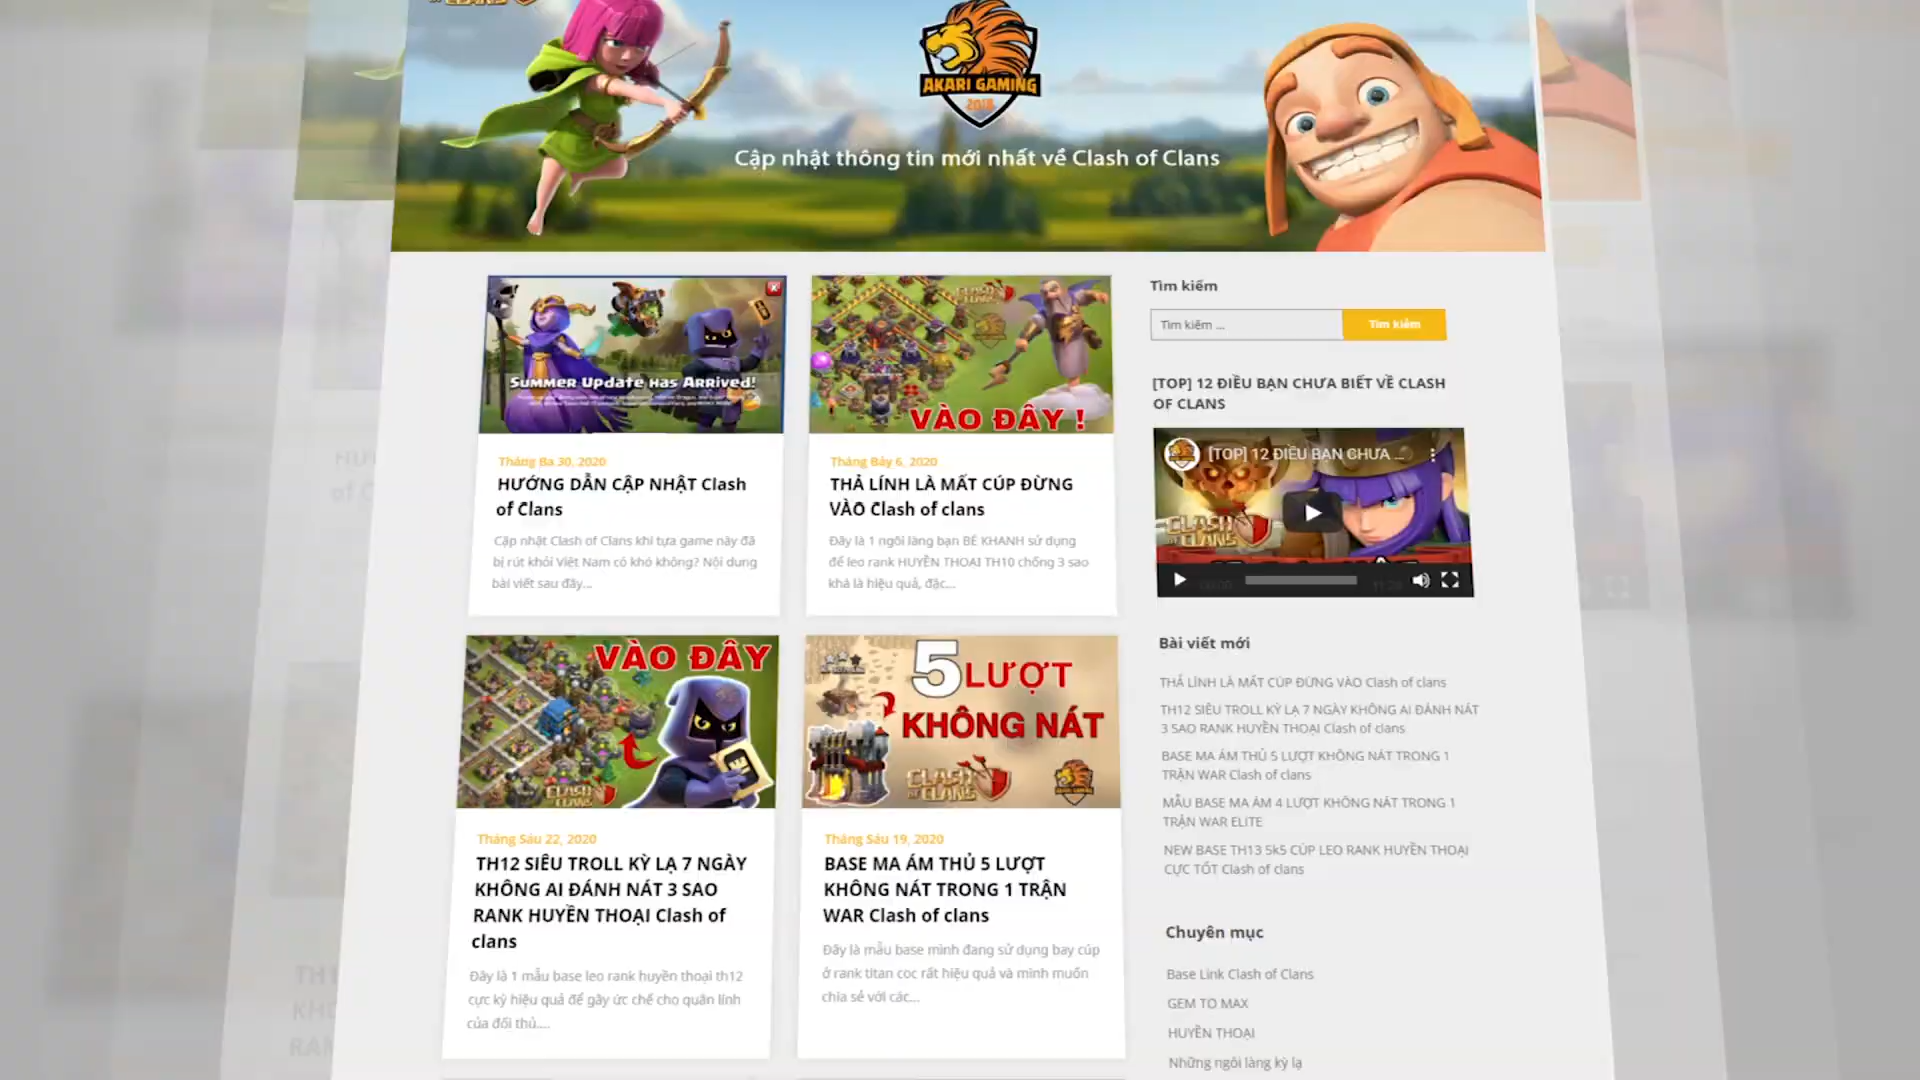 AKARI GAMING
2018
Cập nhật thông tin mới nhất về Clash of Clans
SUMMER UPDATE HAS ARRIVED!
VÀO ĐÂY !
Tháng Ba 30, 2020
HƯỚNG DẪN CẬP NHẬT Clash
of Clans
Cập nhật Clash of Clans khi tựa game này đã
bị rút khỏi Việt Nam có khó không? Nội dung
bài viết sau đây...
Tháng Bảy 6, 2020
THẢ LÍNH LÀ MẤT CÚP ĐỪNG
VÀO Clash of clans
Đây là 1 ngôi làng bạn BÉ KHANH sử dụng
để leo rank HUYỀN THOẠI TH10 chống 3 sao
khá là hiệu quả, đặc...
Tìm kiếm
Tìm kiếm ...
Tìm kiếm
[TOP] 12 ĐIỀU BẠN CHƯA BIẾT VỀ CLASH
OF CLANS
[TOP] 12 ĐIỀU BẠN CHƯA ...
CLASH
OF CLANS
VÀO ĐÂY
CLASH
OF CLANS
5 LƯỢT
KHÔNG NÁT
CLASH
OF CLANS
Tháng Sáu 22, 2020
TH12 SIÊU TROLL KỲ LẠ 7 NGÀY
KHÔNG AI ĐÁNH NÁT 3 SAO
RANK HUYỀN THOẠI Clash of
clans
Đây là 1 mẫu base leo rank huyền thoại th12
cực kỳ hiệu quả để gây ức chế cho quân lính
của đối thủ....
Tháng Sáu 19, 2020
BASE MA ÁM THỦ 5 LƯỢT
KHÔNG NÁT TRONG 1 TRẬN
WAR Clash of clans
Đây là mẫu base mình đang sử dụng bay cúp
ở rank titan coc rất hiệu quả và mình muốn
chia sẻ với các...
Bài viết mới
THẢ LÍNH LÀ MẤT CÚP ĐỪNG VÀO Clash of clans
TH12 SIÊU TROLL KỲ LẠ 7 NGÀY KHÔNG AI ĐÁNH NÁT
3 SAO RANK HUYỀN THOẠI Clash of clans
BASE MA ÁM THỦ 5 LƯỢT KHÔNG NÁT TRONG 1
TRẬN WAR Clash of clans
MẪU BASE MA ÁM 4 LƯỢT KHÔNG NÁT TRONG 1
TRẬN WAR ELITE
NEW BASE TH13 5k5 CÚP LEO RANK HUYỀN THOẠI
CỰC TỐT Clash of clans
Chuyên mục
Base Link Clash of Clans
GEM TO MAX
HUYỀN THOẠI
Những ngôi làng kỳ lạ